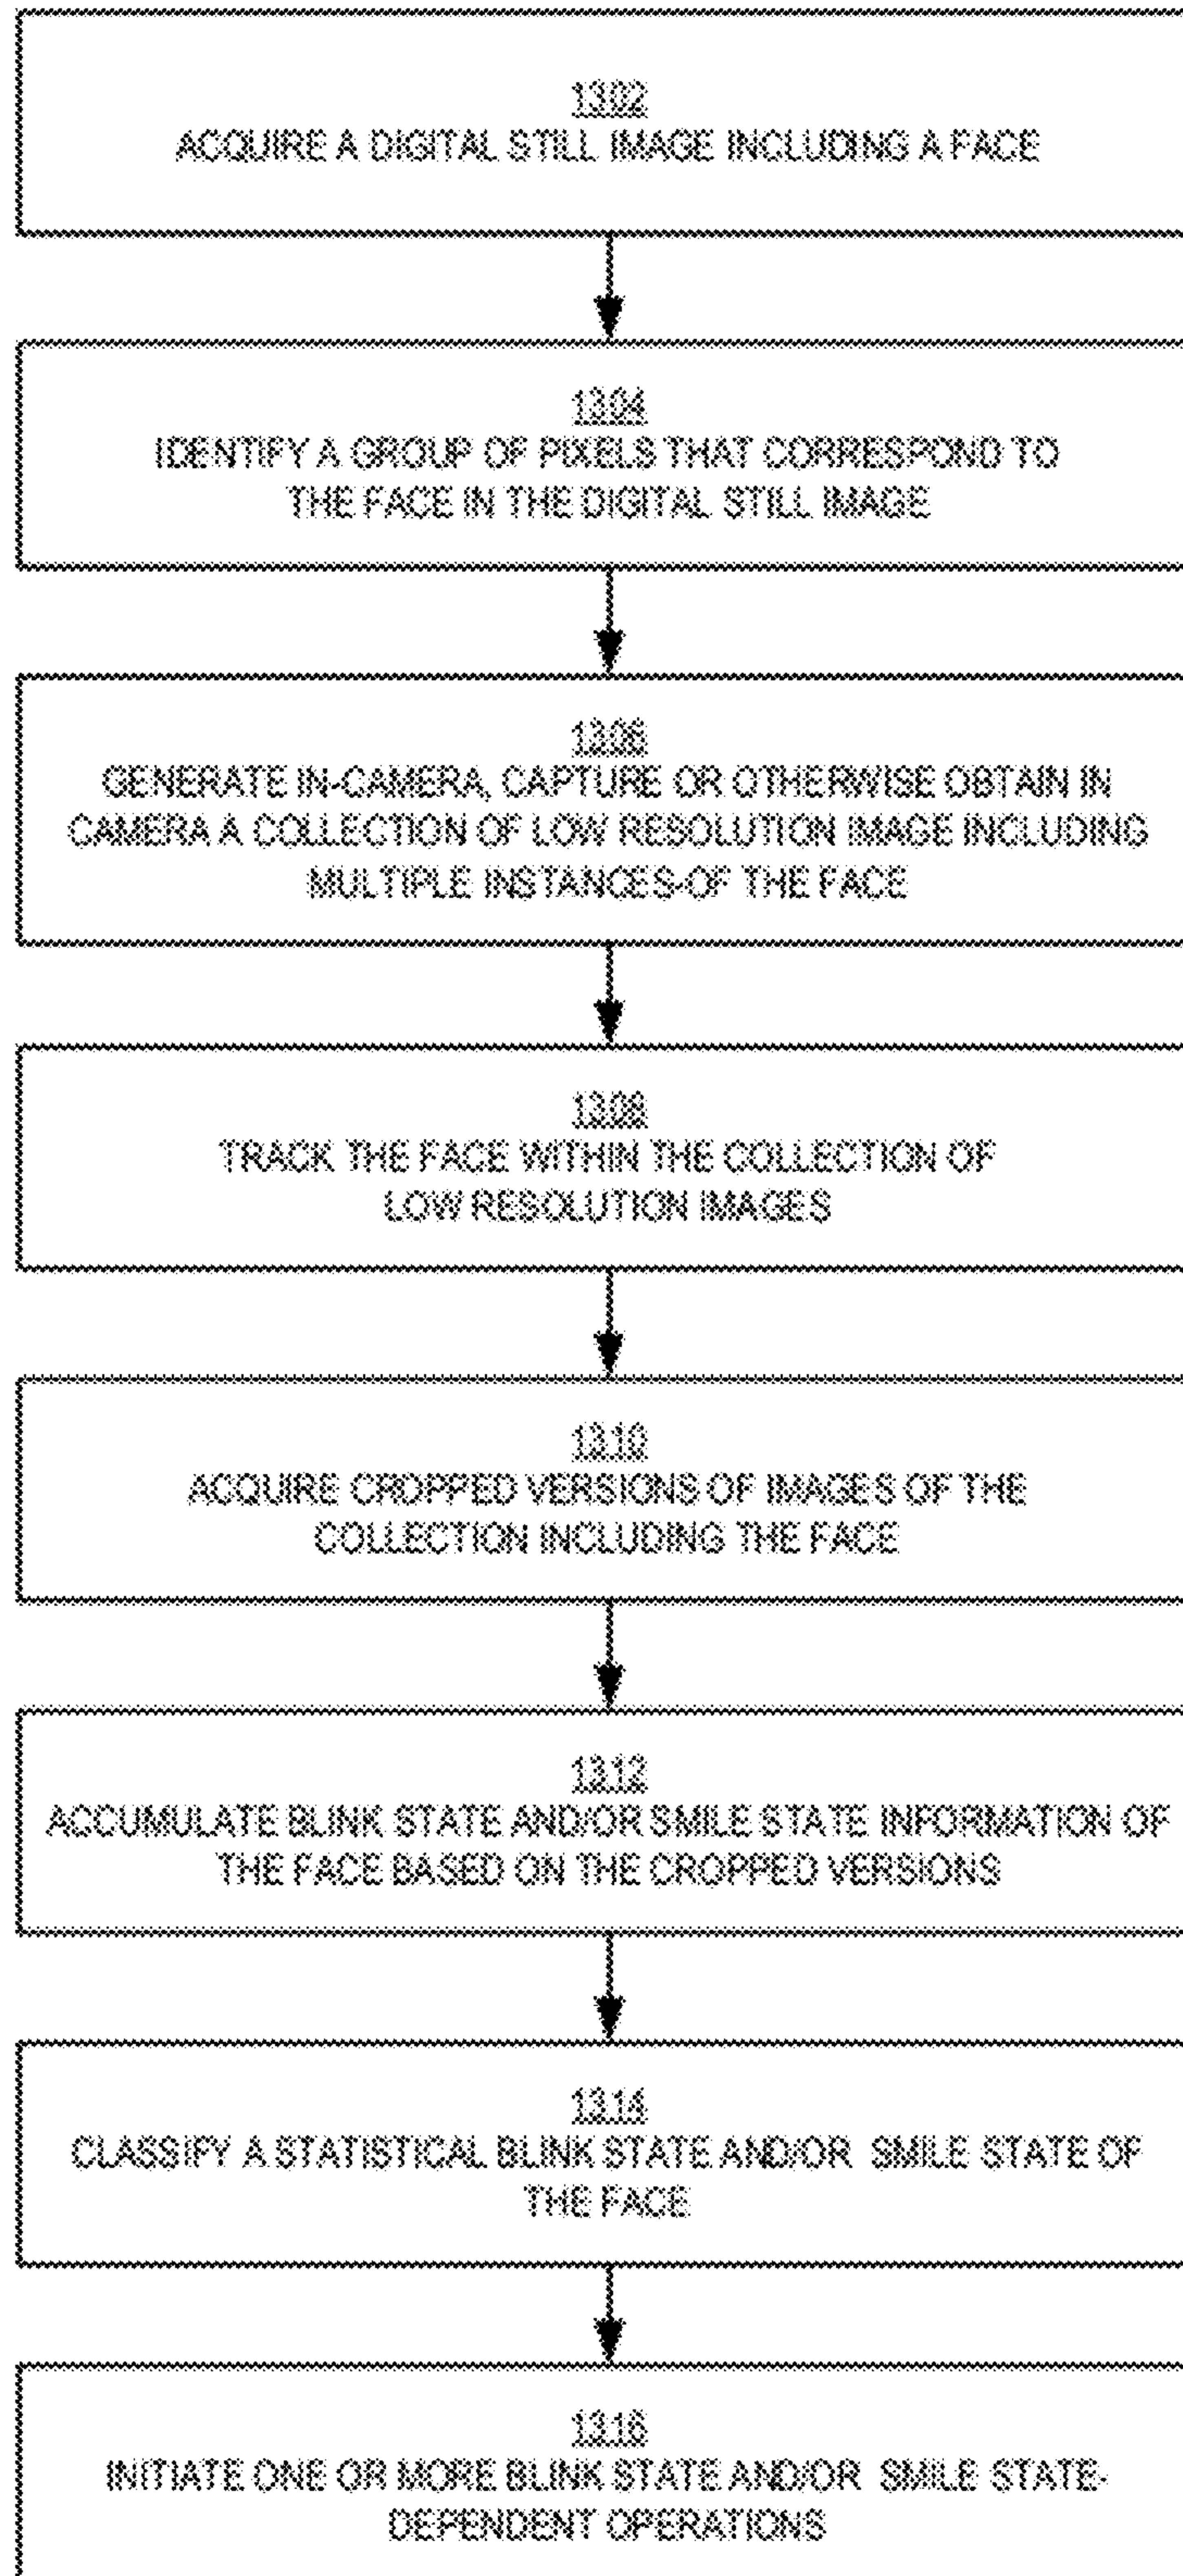 1302
ACQUIRE A DIGITAL STILL IMAGE INCLUDING A FACE
1304
IDENTIFY A GROUP OF PIXELS THAT CORRESPOND TO
THE FACE IN THE DIGITAL STILL IMAGE
1306
GENERATE IN-CAMERA, CAPTURE OR OTHERWISE OBTAIN IN
CAMERA A COLLECTION OF LOW RESOLUTION IMAGE INCLUDING
MULTIPLE INSTANCES-OF THE FACE
1308
TRACK THE FACE WITHIN THE COLLECTION OF
LOW RESOLUTION IMAGES
1310
ACQUIRE CROPPED VERSIONS OF IMAGES OF THE
COLLECTION INCLUDING THE FACE
1312
ACCUMULATE BLINK STATE AND/OR SMILE STATE INFORMATION OF
THE FACE BASED ON THE CROPPED VERSIONS
1314
CLASSIFY A STATISTICAL BLINK STATE AND/OR SMILE STATE OF
THE FACE
1316
INITIATE ONE OR MORE BLINK STATE AND/OR SMILE STATE-
DEPENDENT OPERATIONS